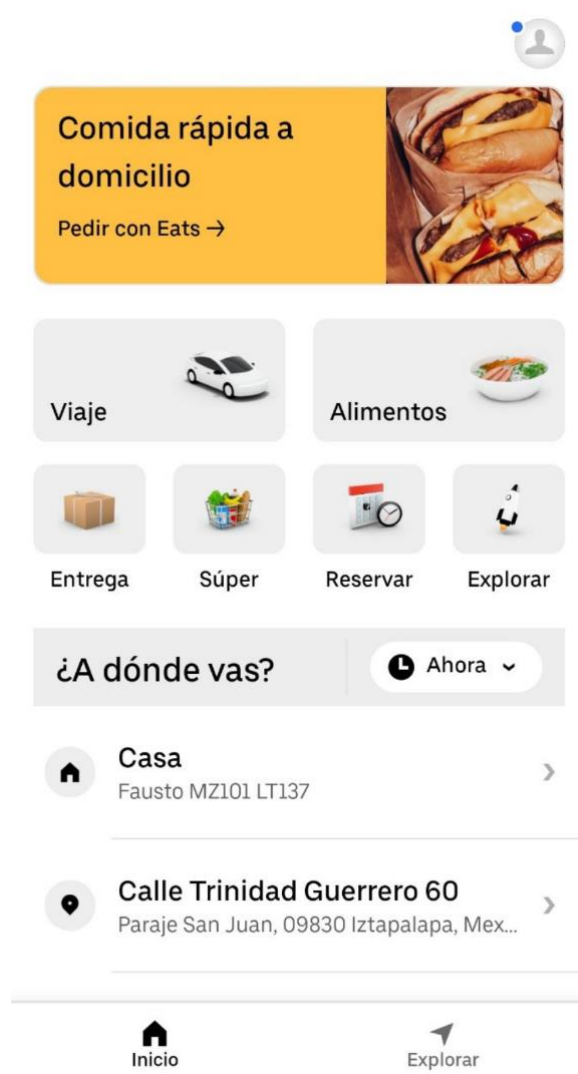 Comida rápida a
domicilio
Pedir con Eats →
Viaje
Alimentos
Entrega
Súper
Reservar
Explorar
¿A dónde vas?
Ahora
Casa
Fausto MZ101 LT137
Calle Trinidad Guerrero 60
Paraje San Juan, 09830 Iztapalapa, Mex...
Inicio
Explorar